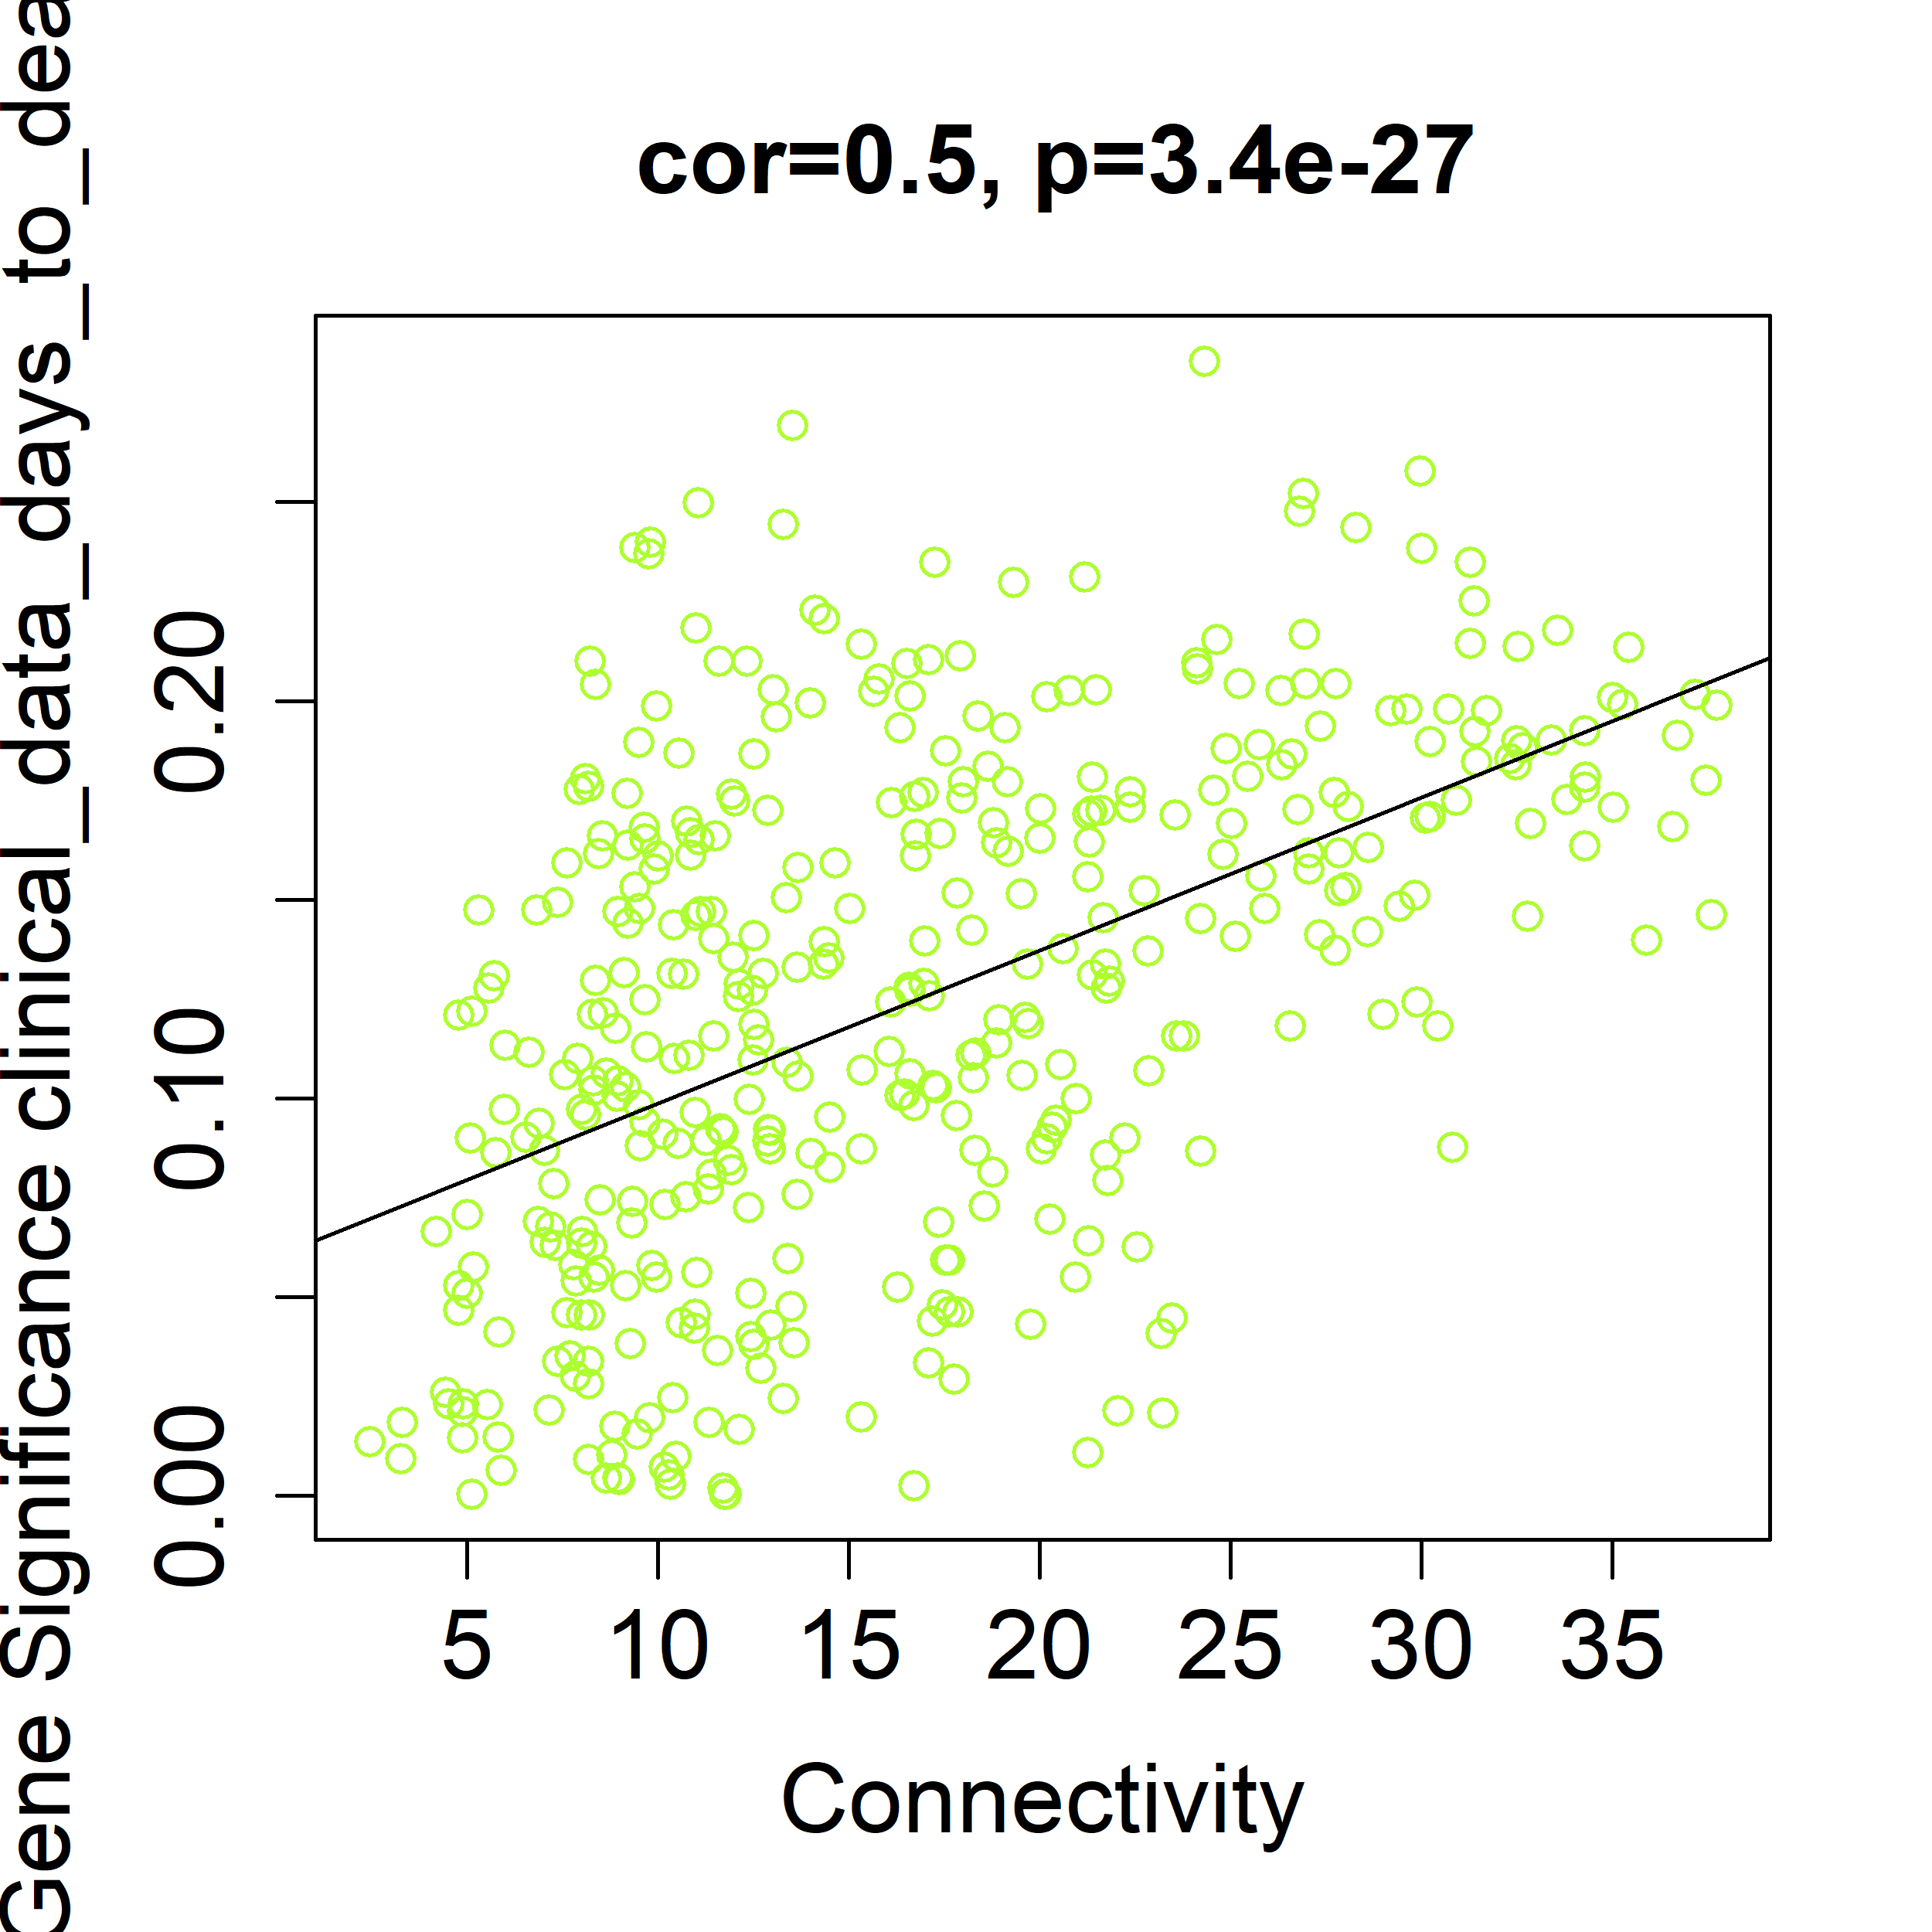 cor=0.5, p=3.4e-27
Gene Significance clinical_data_days_to_dea
0.20
0.10
0.00
5 10 15 20 25 30 35
Connectivity